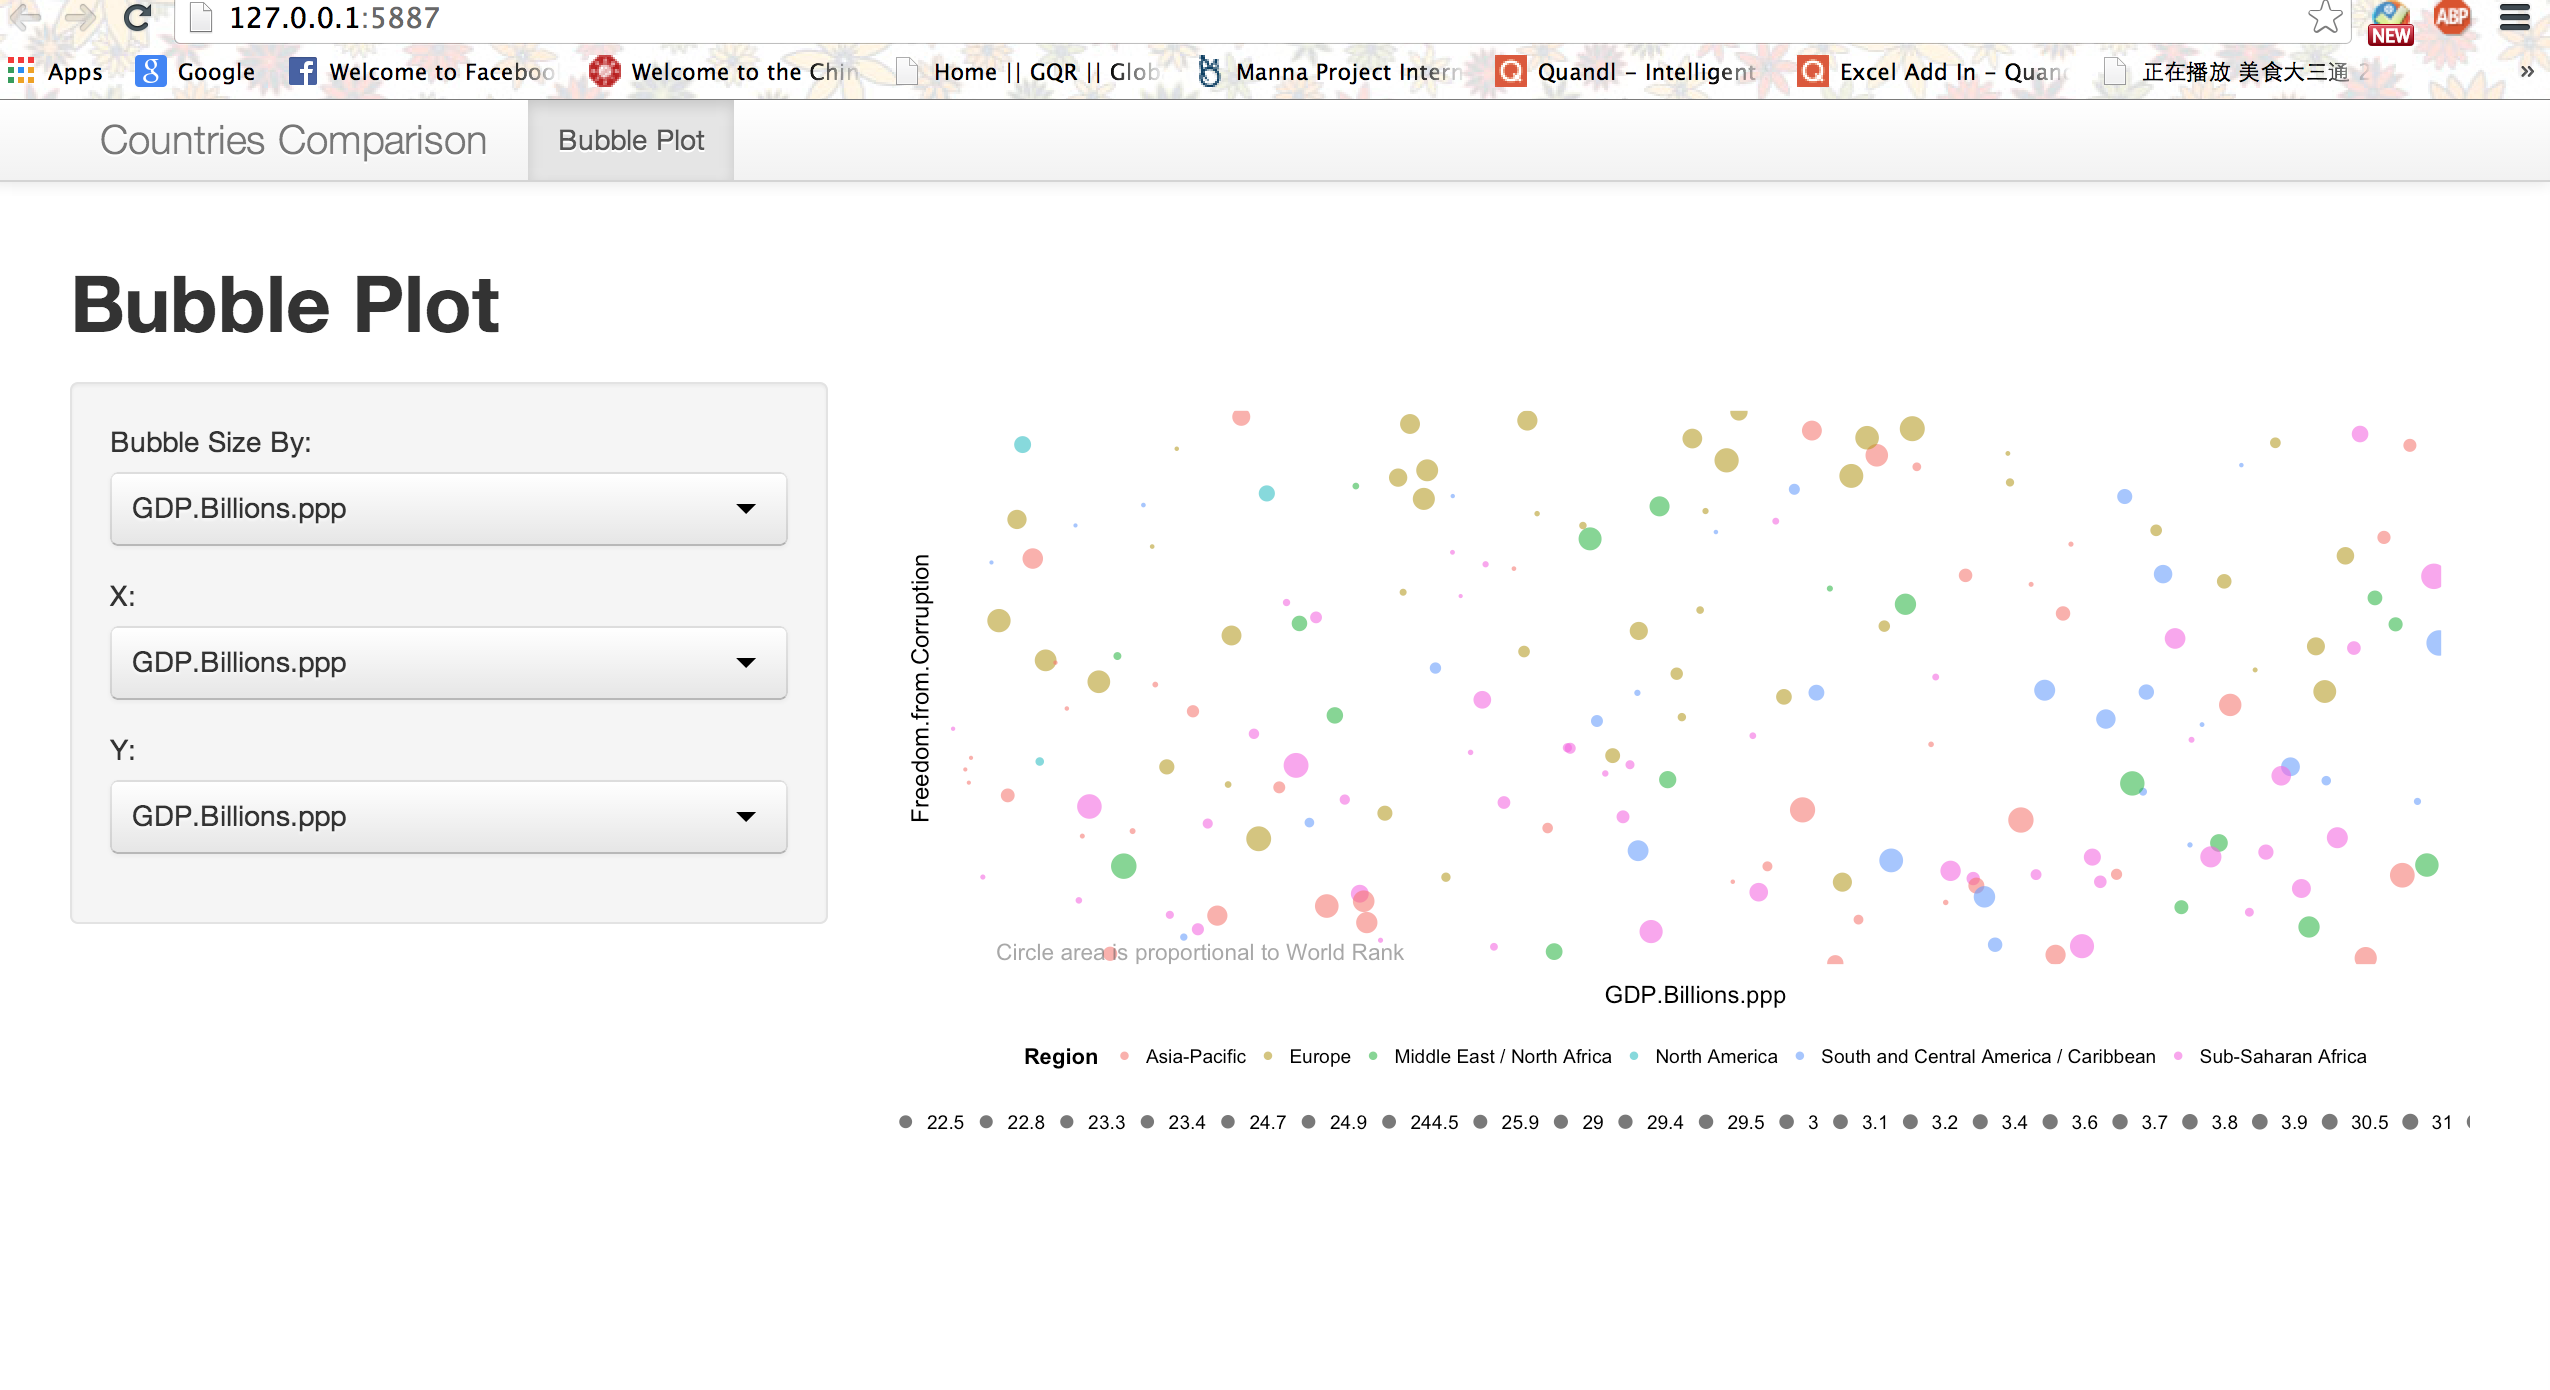 127.0.0.1:5887
ABP
NEW
Apps Google Welcome to Faceboo Welcome to the Chin Home || GQR || Glob Manna Project Intern Quandl - Intelligent Excel Add In - Quan 正在播放 美食大三通 2 »
Countries Comparison Bubble Plot
Bubble Plot
Bubble Size By:
GDP.Billions.ppp
X:
GDP.Billions.ppp
Y:
GDP.Billions.ppp
Freedom.from.Corruption
Circle area is proportional to World Rank
GDP.Billions.ppp
Region Asia-Pacific Europe Middle East / North Africa North America South and Central America / Caribbean Sub-Saharan Africa
22.5 22.8 23.3 23.4 24.7 24.9 244.5 25.9 29 29.4 29.5 3 3.1 3.2 3.4 3.6 3.7 3.8 3.9 30.5 31